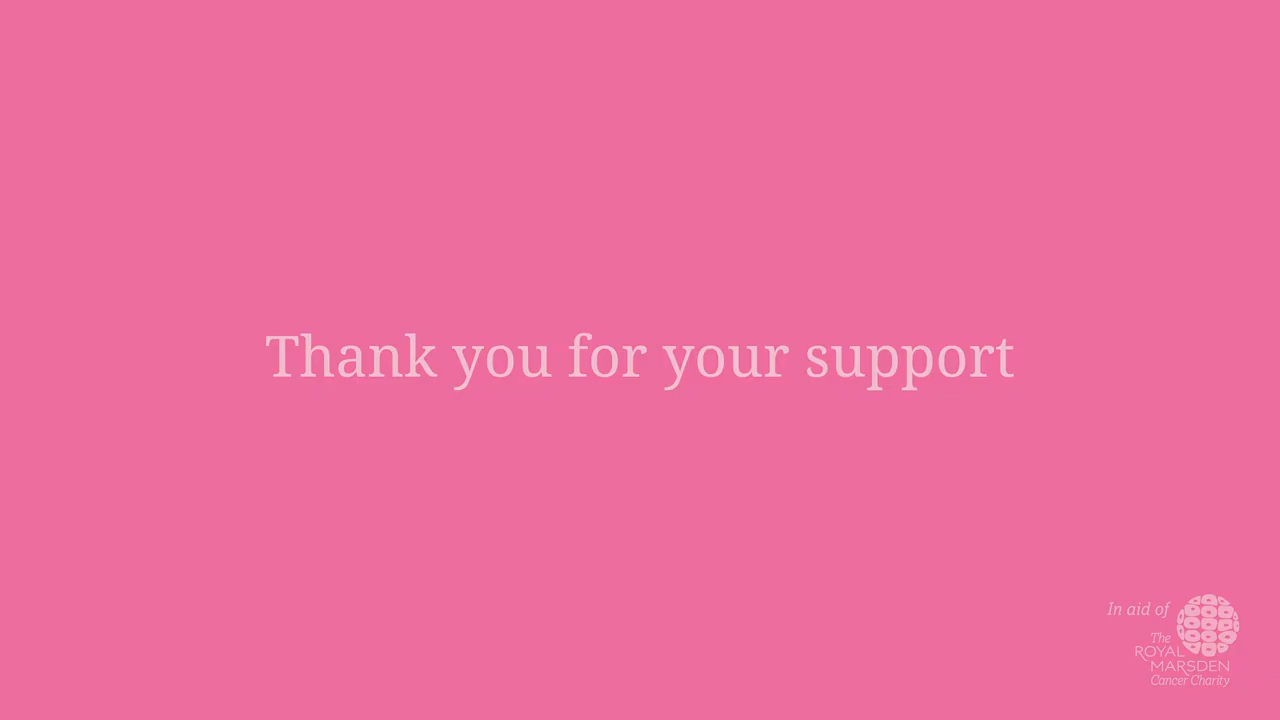 Thank you for your support
In aid of
The
ROYAL
MARSDEN
Cancer Charity